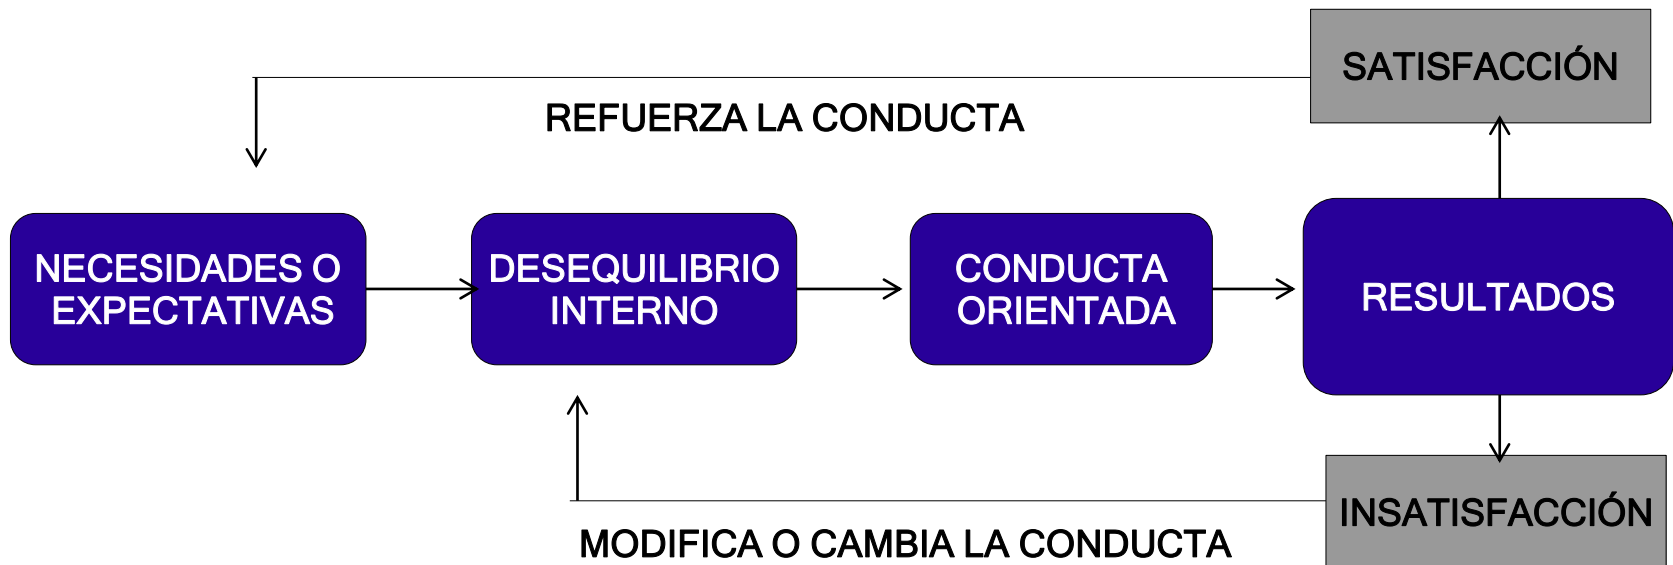 SATISFACCIÓN
REFUERZA LA CONDUCTA
NECESIDADES O
EXPECTATIVAS
DESEQUILIBRIO
INTERNO
CONDUCTA
ORIENTADA
RESULTADOS
INSATISFACCIÓN
MODIFICA O CAMBIA LA CONDUCTA